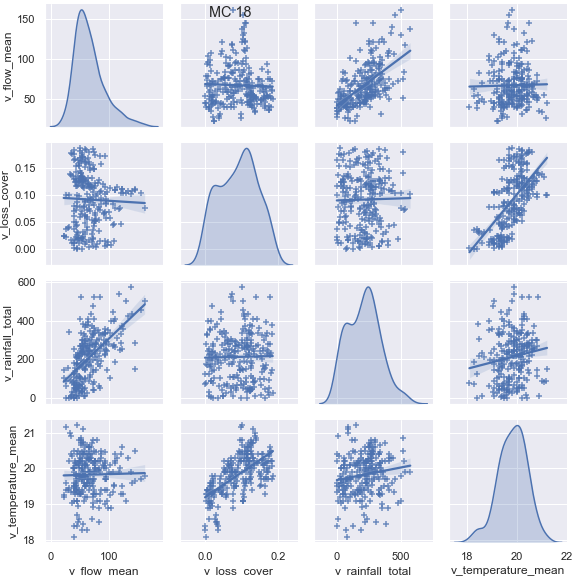 MC 18
v_flow_mean
150
100
50
v_loss_cover
0.15
0.10
0.05
0.00
v_rainfall_total
600
400
200
0
v_temperature_mean
21
20
19
18
0 100
0.0 0.2
0 500
18 20 22
v_flow_mean
v_loss_cover
v_rainfall_total
v_temperature_mean